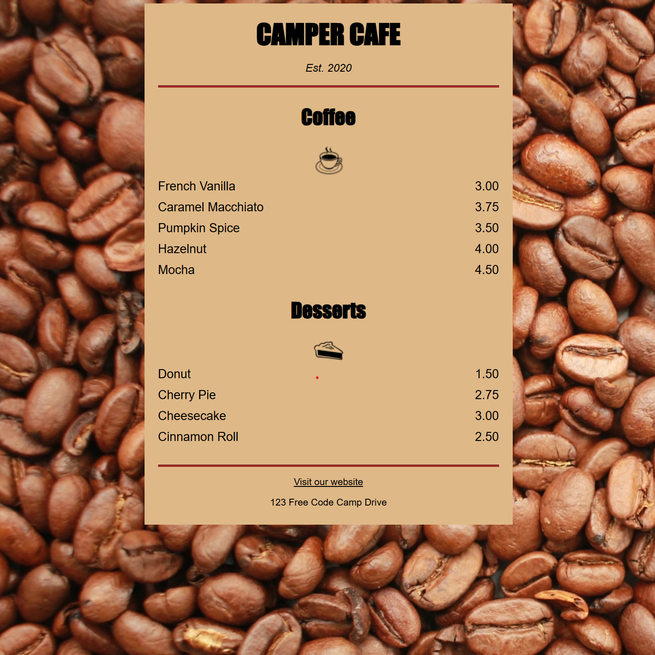 CAMPER CAFE
Est. 2020
Coffee
French Vanilla 3.00
Caramel Macchiato 3.75
Pumpkin Spice 3.50
Hazelnut 4.00
Mocha 4.50
Desserts
Donut 1.50
Cherry Pie 2.75
Cheesecake 3.00
Cinnamon Roll 2.50
Visit our website
123 Free Code Camp Drive